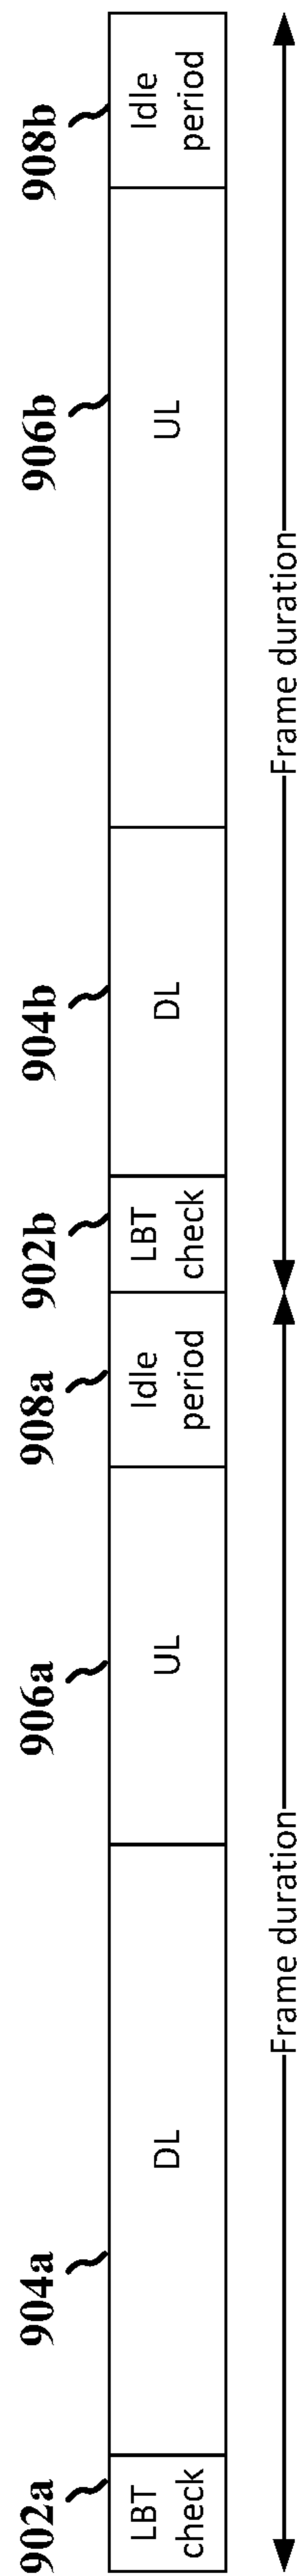 902a
904a
906a
908a
902b
904b
906b
908b
LBT
check
DL
UL
Idle
period
LBT
check
DL
UL
Idle
period
Frame duration
Frame duration